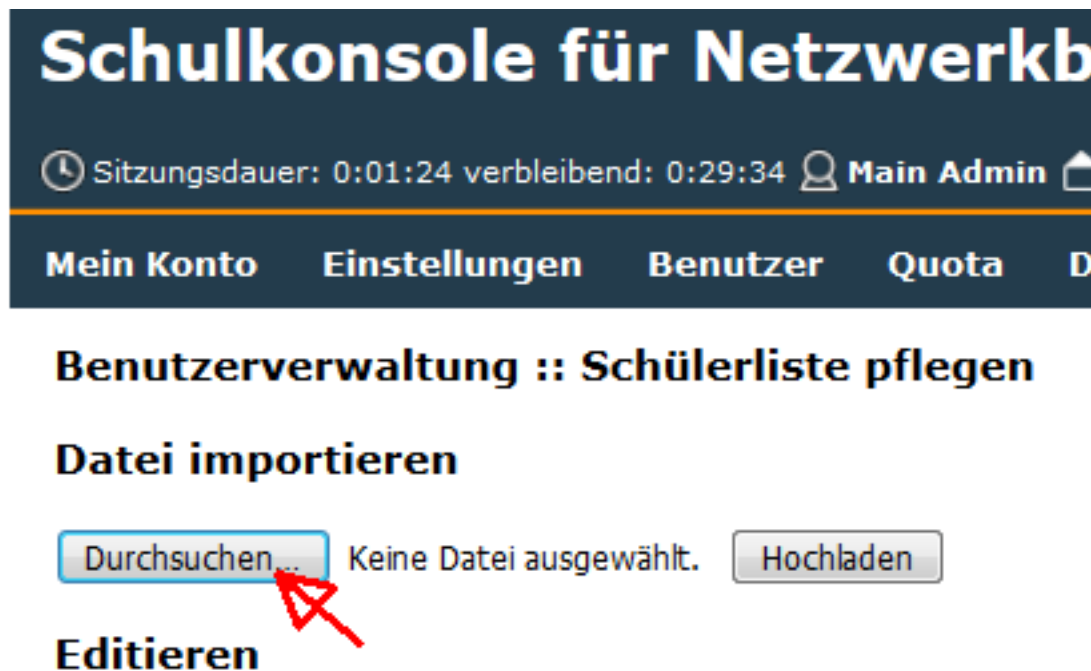 Schulkonsole für Netzwerkb
Sitzungsdauer: 0:01:24 verbleibend: 0:29:34 Main Admin
Mein Konto Einstellungen Benutzer Quota D
Benutzerverwaltung :: Schülerliste pflegen
Datei importieren
Durchsuchen... Keine Datei ausgewählt. Hochladen
Editieren